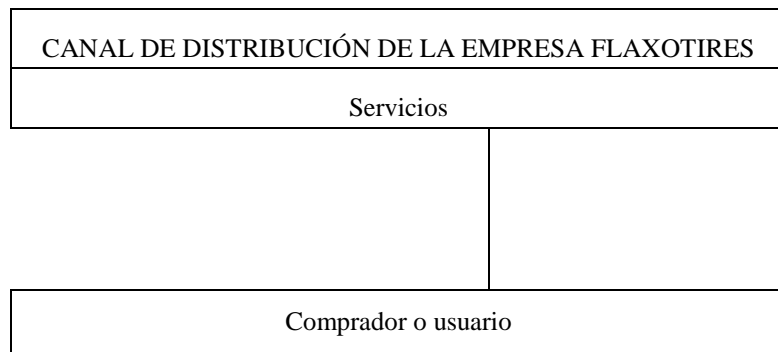 CANAL DE DISTRIBUCIÓN DE LA EMPRESA FLAXOTIRES
Servicios
Comprador o usuario